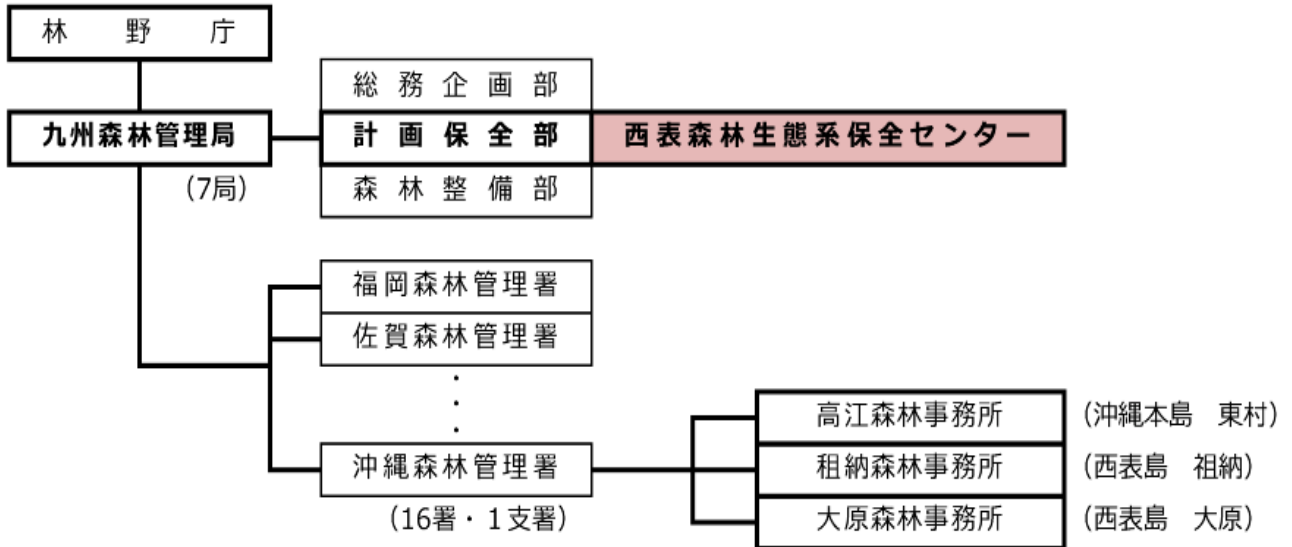 林野庁
総務企画部
九州森林管理局 計画保全部 西表森林生態系保全センター
(7局) 森林整備部
福岡森林管理署
佐賀森林管理署
・
・
・
高江森林事務所 (沖縄本島 東村)
沖縄森林管理署 租納森林事務所 (西表島 祖納)
(16署・1支署) 大原森林事務所 (西表島 大原)